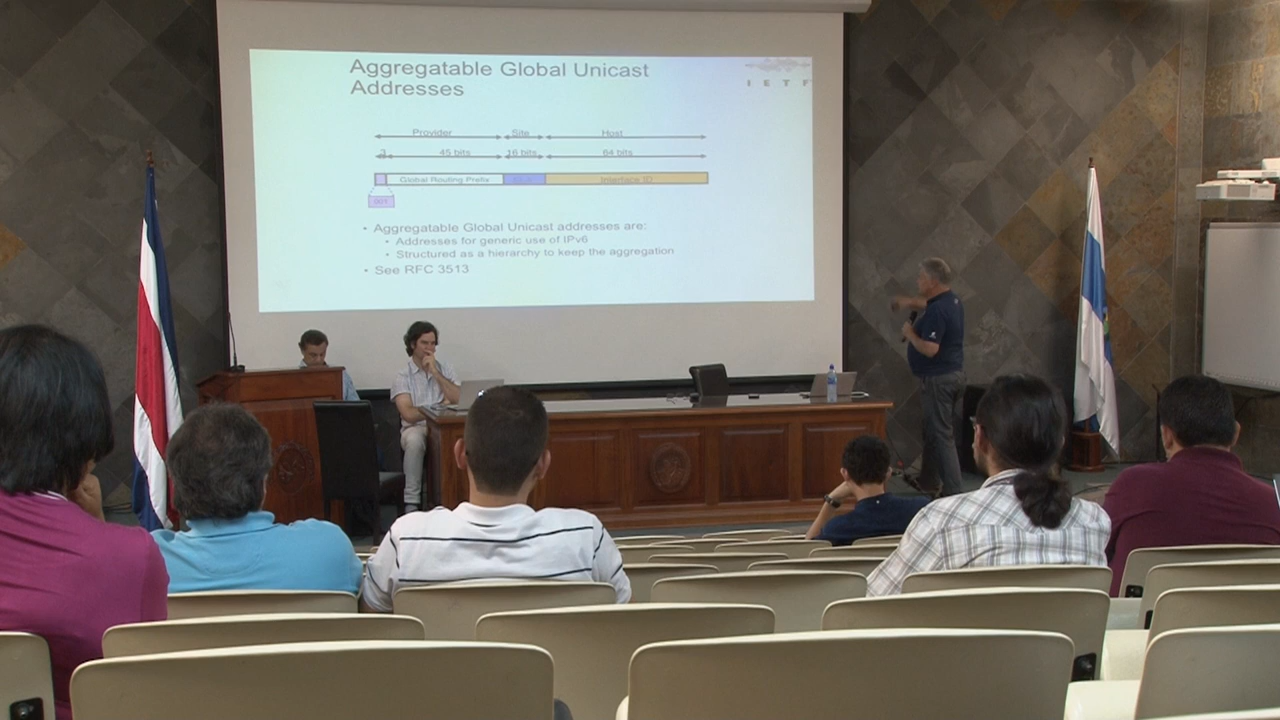 Aggregatable Global Unicast
Addresses
I E T F
Provider Site Host
3 45 bits 16 bits 64 bits
Global Routing Prefix Interface ID
001
• Aggregatable Global Unicast addresses are:
• Addresses for generic use of IPv6
• Structured as a hierarchy to keep the aggregation
• See RFC 3513